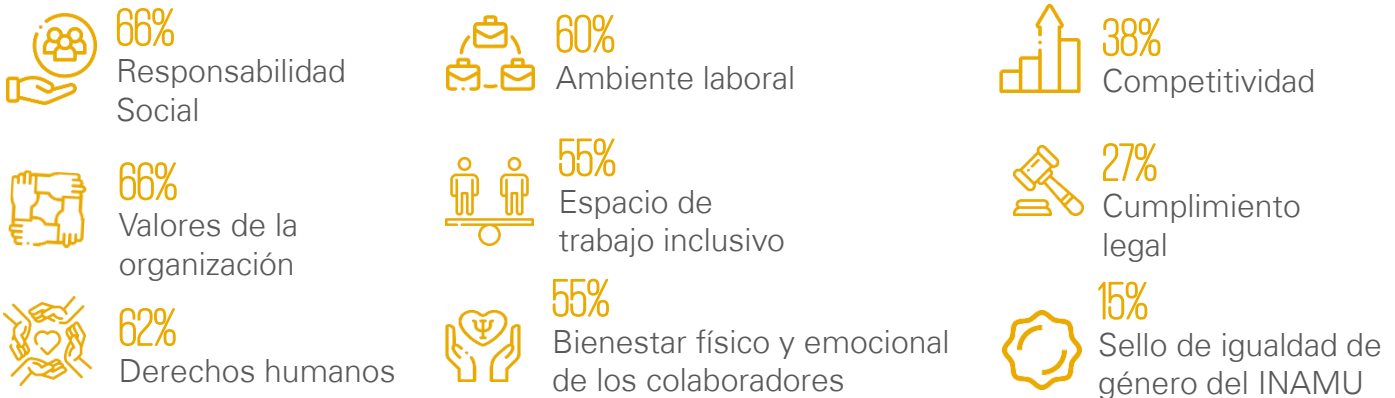 66%
Responsabilidad
Social
66%
Valores de la
organización
62%
Derechos humanos
60%
Ambiente laboral
55%
Espacio de
trabajo inclusivo
55%
Bienestar físico y emocional
de los colaboradores
38%
Competitividad
27%
Cumplimiento
legal
15%
Sello de igualdad de
género del INAMU